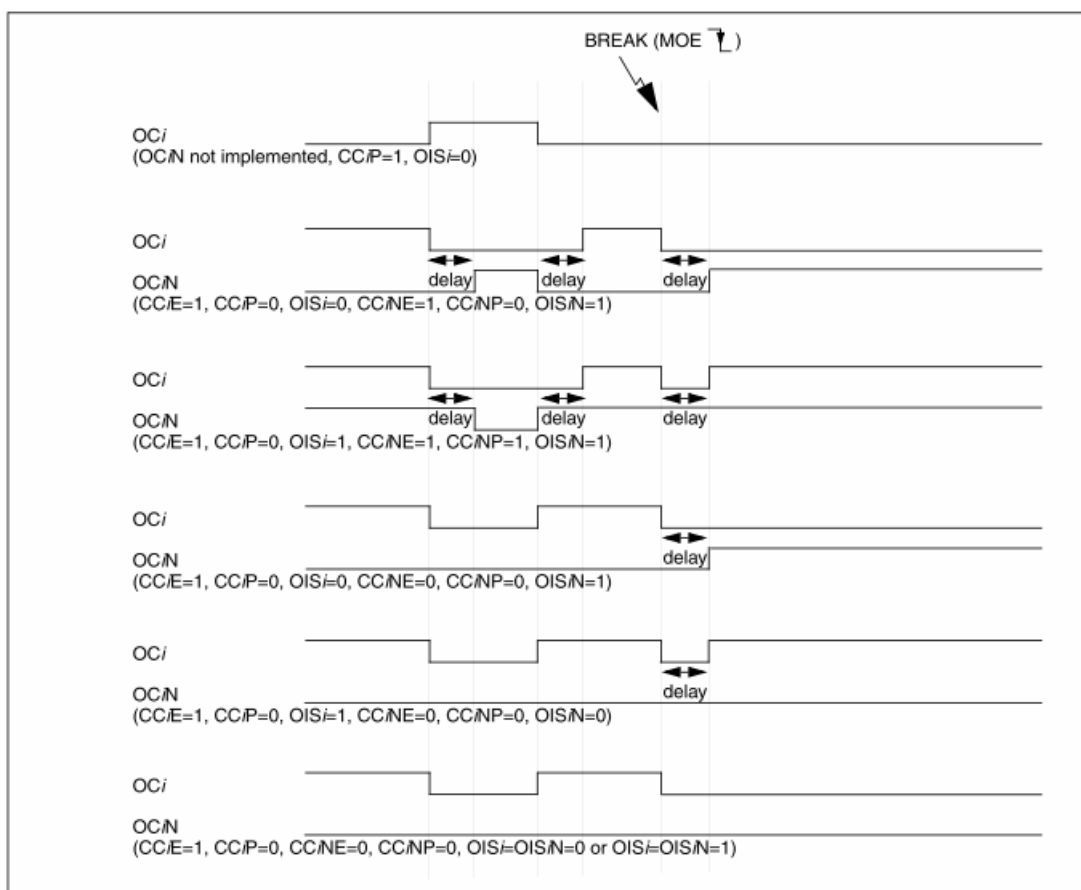 BREAK (MOE )
OCi
(OCiN not implemented, CCiP=1, OISi=0)
OCi
OCiN
delay delay delay
(CCiE=1, CCiP=0, OISi=0, CCiNE=1, CCiNP=0, OISiN=1)
OCi
OCiN
delay delay delay
(CCiE=1, CCiP=0, OISi=1, CCiNE=1, CCiNP=1, OISiN=1)
OCi
OCiN
delay
(CCiE=1, CCiP=0, OISi=0, CCiNE=0, CCiNP=0, OISiN=1)
OCi
OCiN
delay
(CCiE=1, CCiP=0, OISi=1, CCiNE=0, CCiNP=0, OISiN=0)
OCi
OCiN
(CCiE=1, CCiP=0, CCiNE=0, CCiNP=0, OISi=OISiN=0 or OISi=OISiN=1)